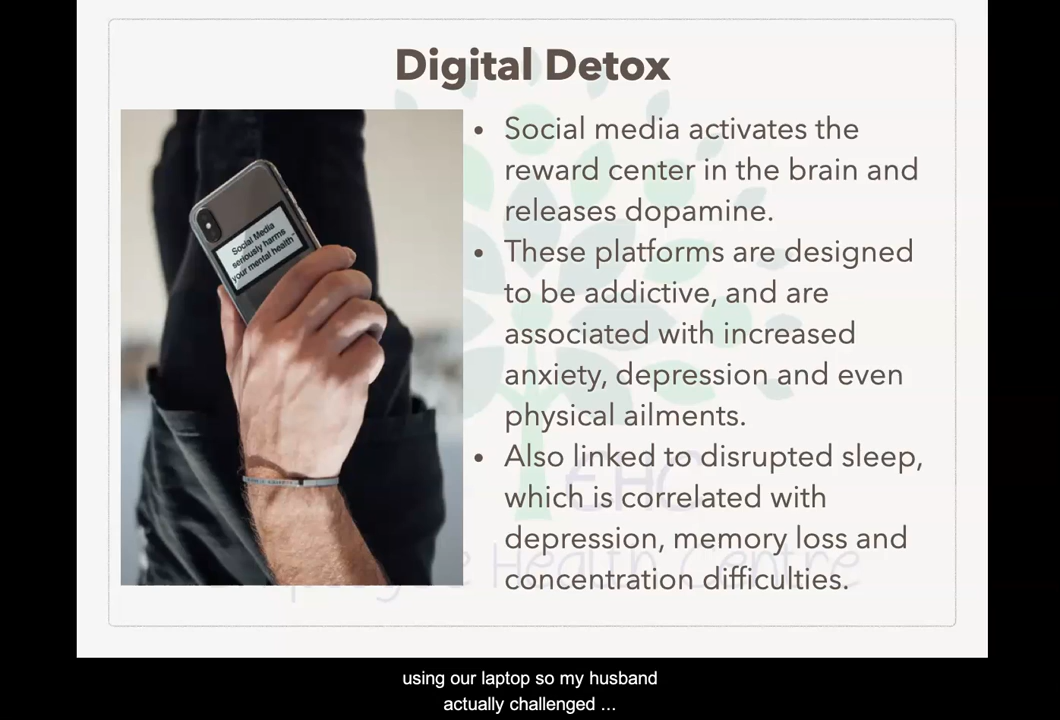 Digital Detox
Social Media
seriously harms
your mental health
• Social media activates the
reward center in the brain and
releases dopamine.
• These platforms are designed
to be addictive, and are
associated with increased
anxiety, depression and even
physical ailments.
• Also linked to disrupted sleep,
which is correlated with
depression, memory loss and
concentration difficulties.
EHC
Health Centre
using our laptop so my husband
actually challenged ...